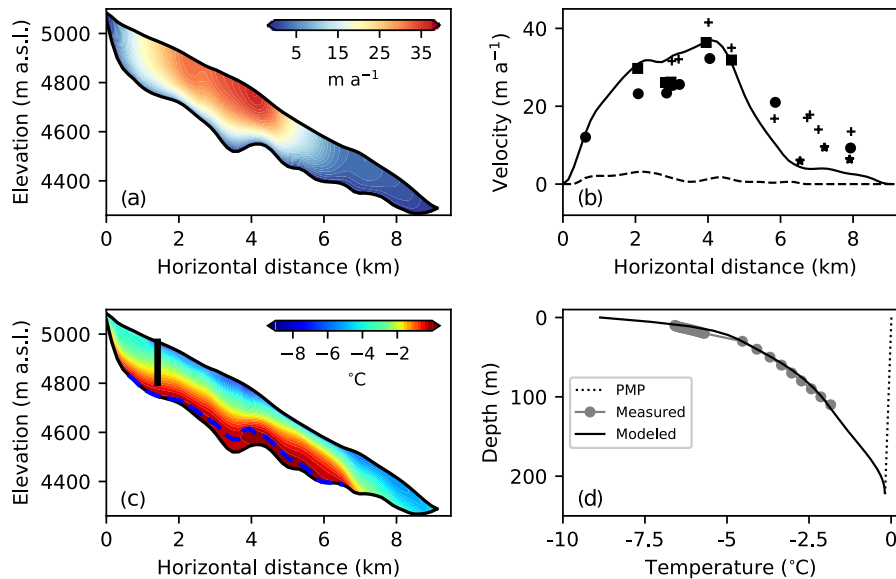 5 15 25 35
m a⁻¹
5000
4800
4600
4400
Elevation (m a.s.l.)
(a)
0 2 4 6 8
Horizontal distance (km)
40
20
0
Velocity (m a⁻¹)
(b)
0 2 4 6 8
Horizontal distance (km)
−8 −6 −4 −2
°C
5000
4800
4600
4400
Elevation (m a.s.l.)
(c)
0 2 4 6 8
Horizontal distance (km)
0
100
200
Depth (m)
PMP
Measured
Modeled
(d)
-10 -7.5 -5 -2.5 0
Temperature (°C)